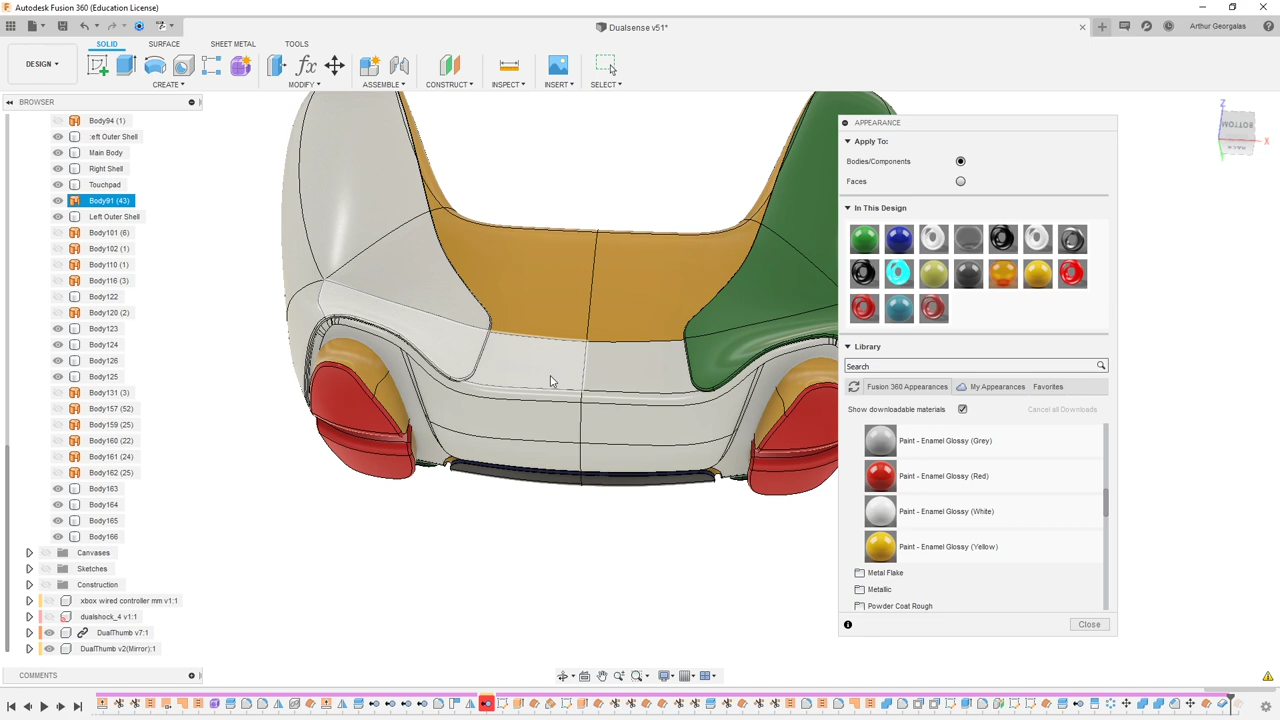 Autodesk Fusion 360 (Education License)
Dualsense v51*
Arthur Georgalas
SOLID SURFACE SHEET METAL TOOLS
DESIGN
CREATE MODIFY ASSEMBLE CONSTRUCT INSPECT INSERT SELECT
BROWSER
Body94 (1)
:eft Outer Shell
Main Body
Right Shell
Touchpad
Body91 (43)
Left Outer Shell
Body101 (6)
Body102 (1)
Body110 (1)
Body116 (3)
Body122
Body120 (2)
Body123
Body124
Body126
Body125
Body131 (3)
Body157 (52)
Body159 (25)
Body160 (22)
Body161 (24)
Body162 (25)
Body163
Body164
Body165
Body166
Canvases
Sketches
Construction
xbox wired controller mm v1:1
dualshock_4 v1:1
DualThumb v7:1
DualThumb v2(Mirror):1
COMMENTS
Z
BOTTOM
BACK
X
APPEARANCE
Apply To:
Bodies/Components
Faces
In This Design
Library
Search
Fusion 360 Appearances My Appearances Favorites
Show downloadable materials Cancel all Downloads
Paint - Enamel Glossy (Grey)
Paint - Enamel Glossy (Red)
Paint - Enamel Glossy (White)
Paint - Enamel Glossy (Yellow)
Metal Flake
Metallic
Powder Coat Rough
Close